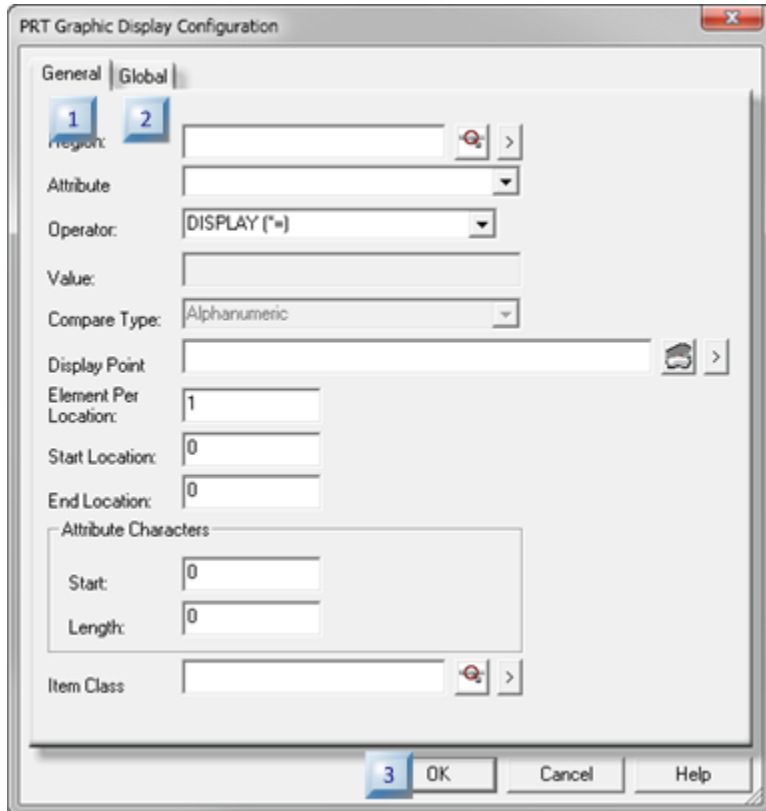 PRT Graphic Display Configuration
General Global
1 2
Region:
Attribute
Operator: DISPLAY (*=)
Value:
Compare Type: Alphanumeric
Display Point
Element Per
Location: 1
Start Location: 0
End Location: 0
Attribute Characters
Start: 0
Length: 0
Item Class
3 OK Cancel Help